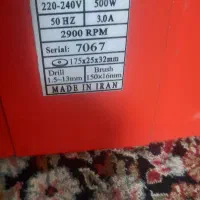 220-240V 500W
50 HZ 3.0A
2900 RPM
Serial: 7067
175x25x32mm
Drill Brush
1.5-13mm 150x16mm
MADE IN IRAN